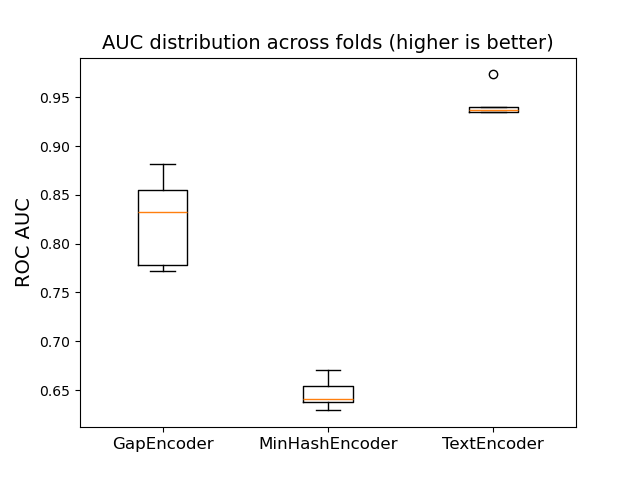 AUC distribution across folds (higher is better)
ROC AUC
0.95
0.90
0.85
0.80
0.75
0.70
0.65
GapEncoder
MinHashEncoder
TextEncoder